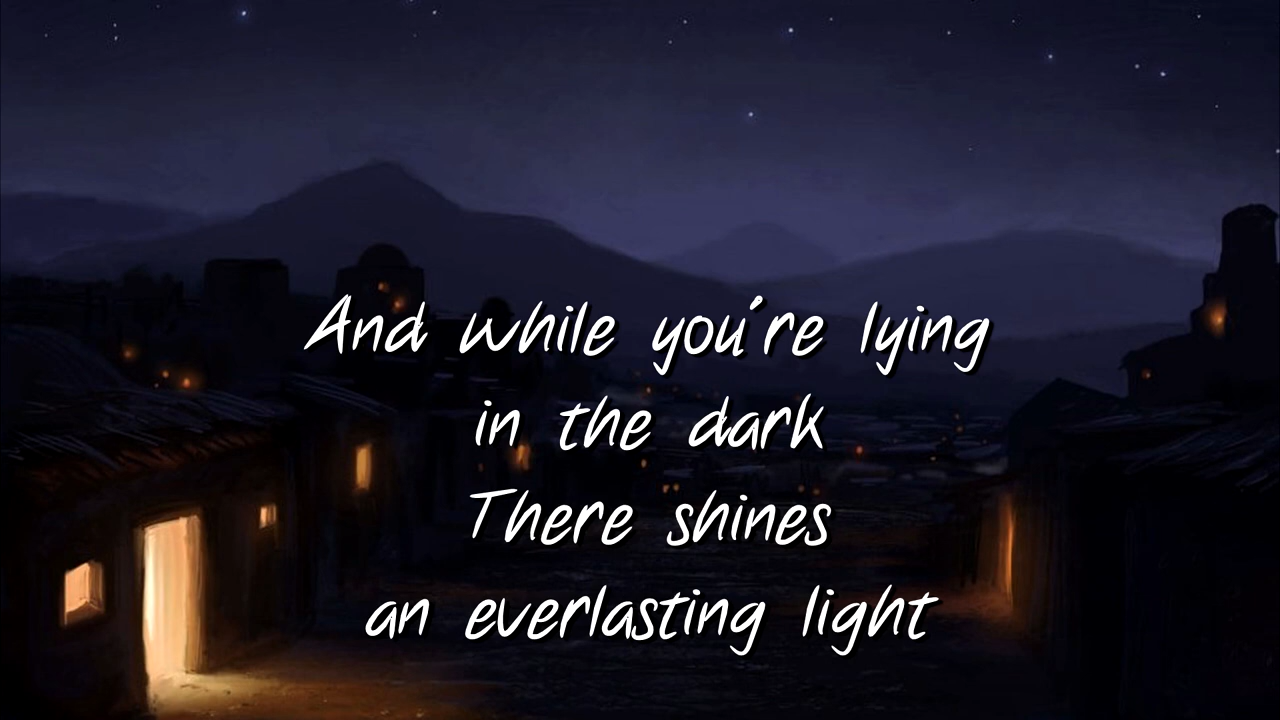 And while you're lying
in the dark
There shines
an everlasting light